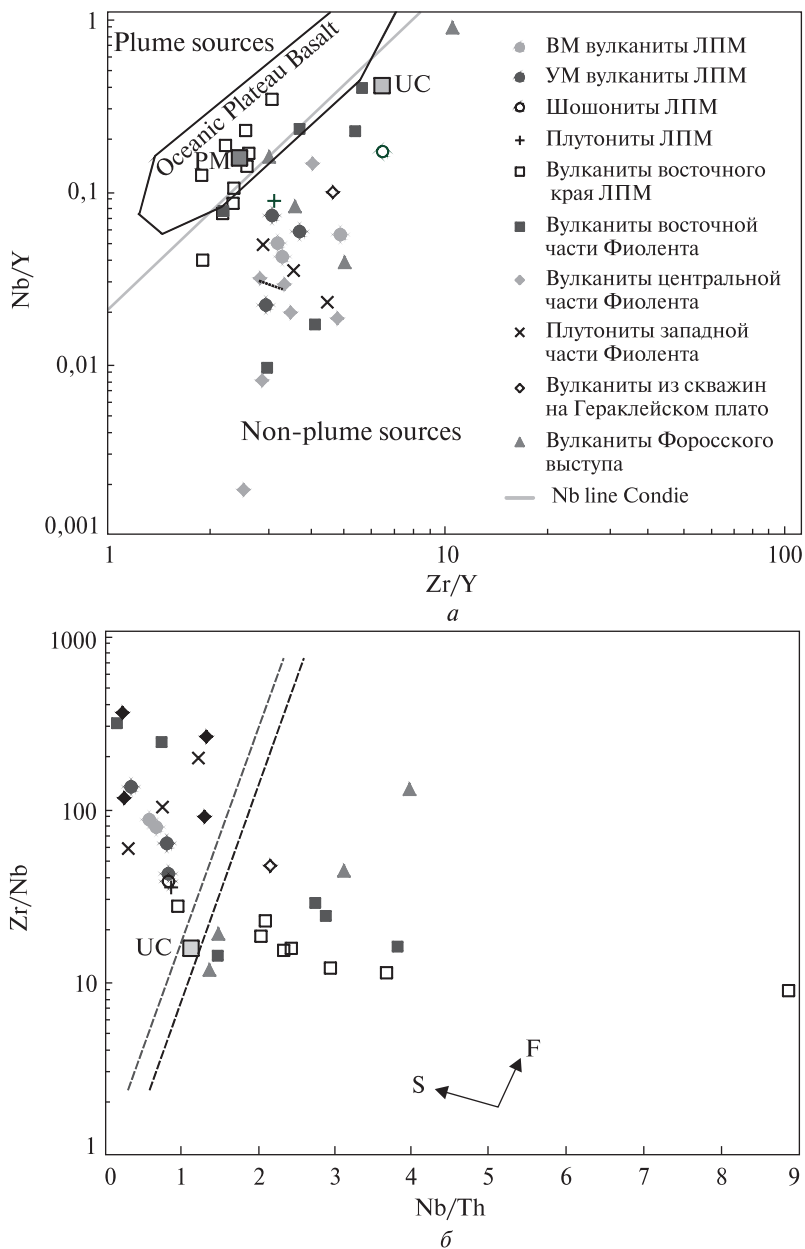 1
0,1
0,01
0,001
Nb/Y
Plume sources
Oceanic Plateau Basalt
PM
UC
Non-plume sources
ВМ вулканиты ЛПМ
УМ вулканиты ЛПМ
Шошониты ЛПМ
Плутониты ЛПМ
Вулканиты восточного
края ЛПМ
Вулканиты восточной
части Фиолента
Вулканиты центральной
части Фиолента
Плутониты западной
части Фиолента
Вулканиты из скважин
на Гераклейском плато
Вулканиты Форосского
выступа
Nb line Condie
1 10 100
Zr/Y
а
1000
100
10
1
Zr/Nb
UC
S
F
0 1 2 3 4 5 6 7 8 9
Nb/Th
б